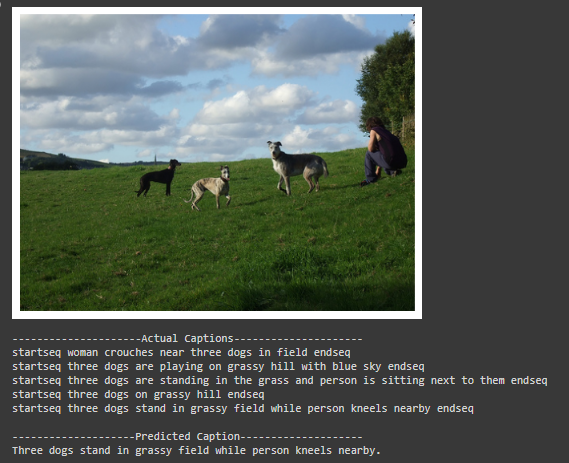 ---------------------Actual Captions---------------------
startseq woman crouches near three dogs in field endseq
startseq three dogs are playing on grassy hill with blue sky endseq
startseq three dogs are standing in the grass and person is sitting next to them endseq
startseq three dogs on grassy hill endseq
startseq three dogs stand in grassy field while person kneels nearby endseq
--------------------Predicted Caption--------------------
Three dogs stand in grassy field while person kneels nearby.